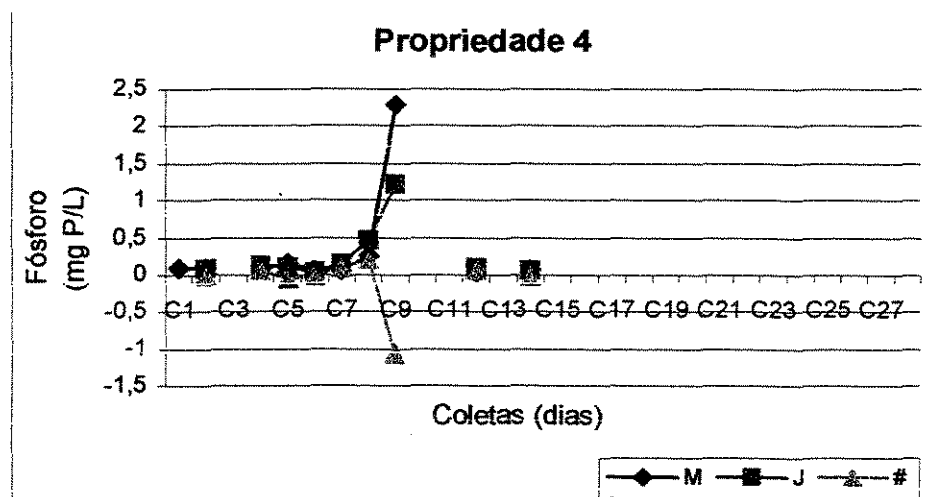 Propriedade 4
Fósforo
(mg P/L)
2,5
2
1,5
1
0,5
0
-0,5
-1
-1,5
C1 C3 C5 C7 C9 C11 C13 C15 C17 C19 C21 C23 C25 C27
Coletas (dias)
M J #